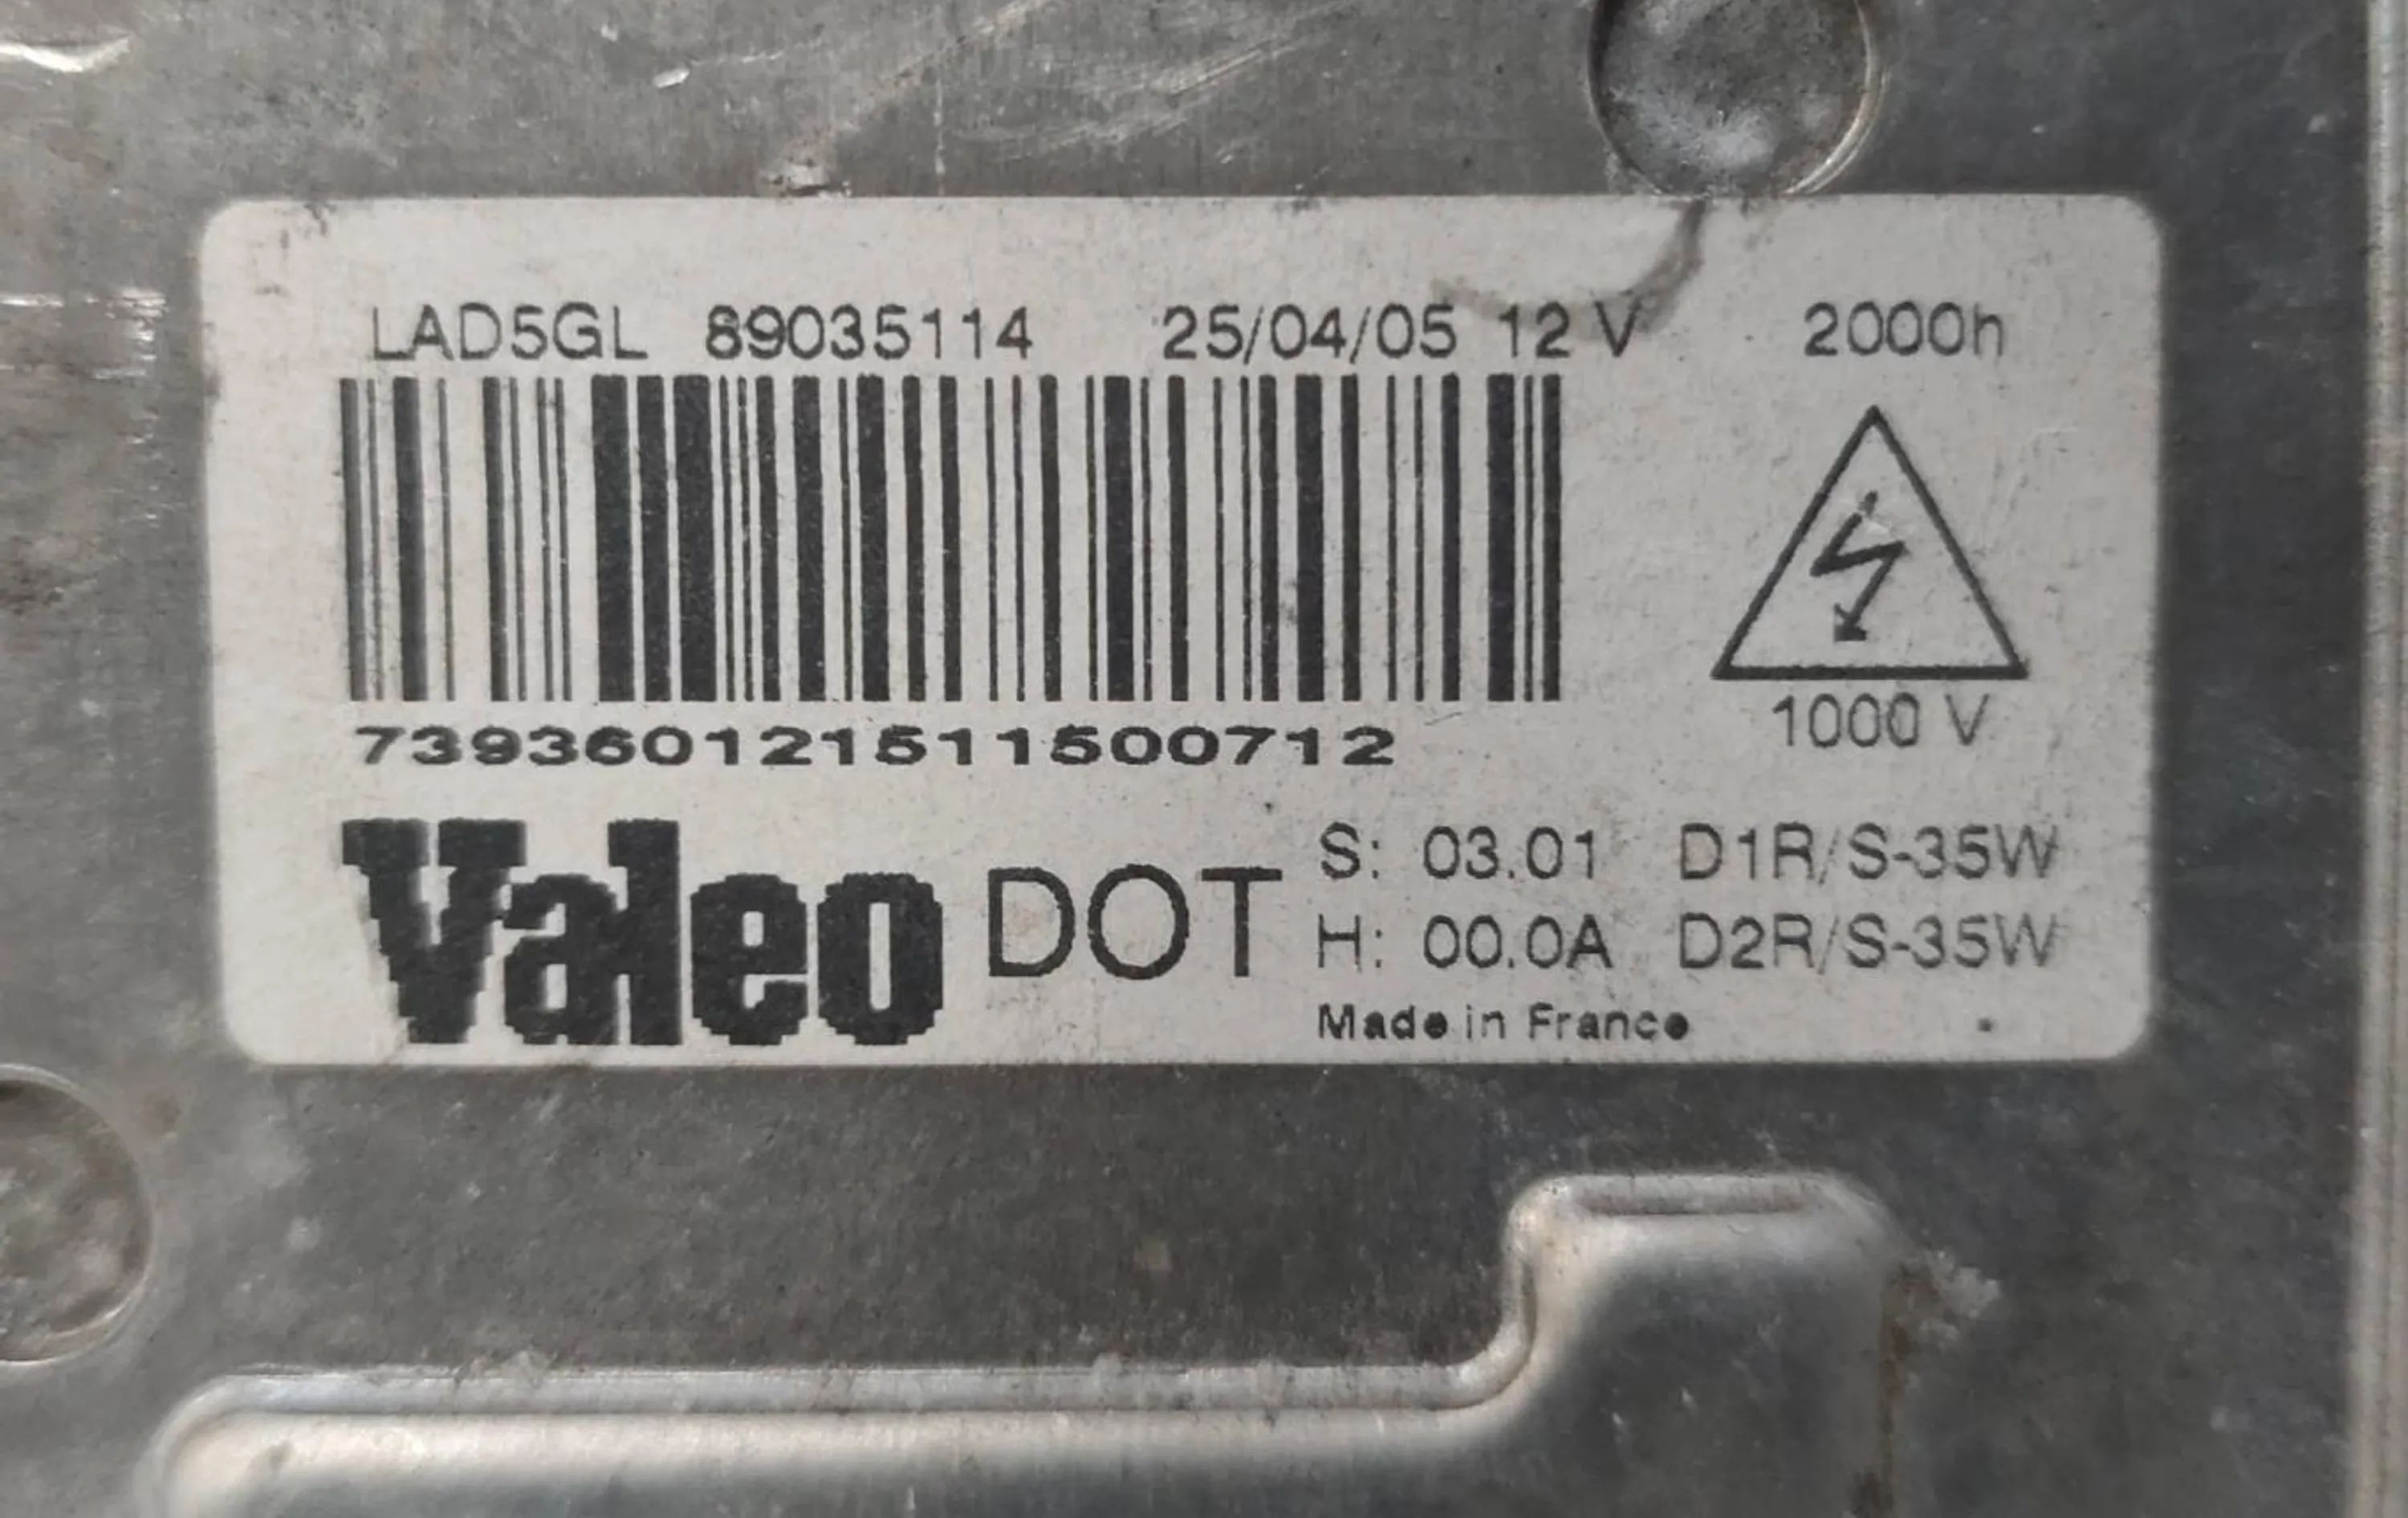 LAD5GL 89035114 25/04/05 12 V 2000h
739360121511500712
1000 V
Valeo DOT
S: 03.01 D1R/S-35W
H: 00.0A D2R/S-35W
Made in France